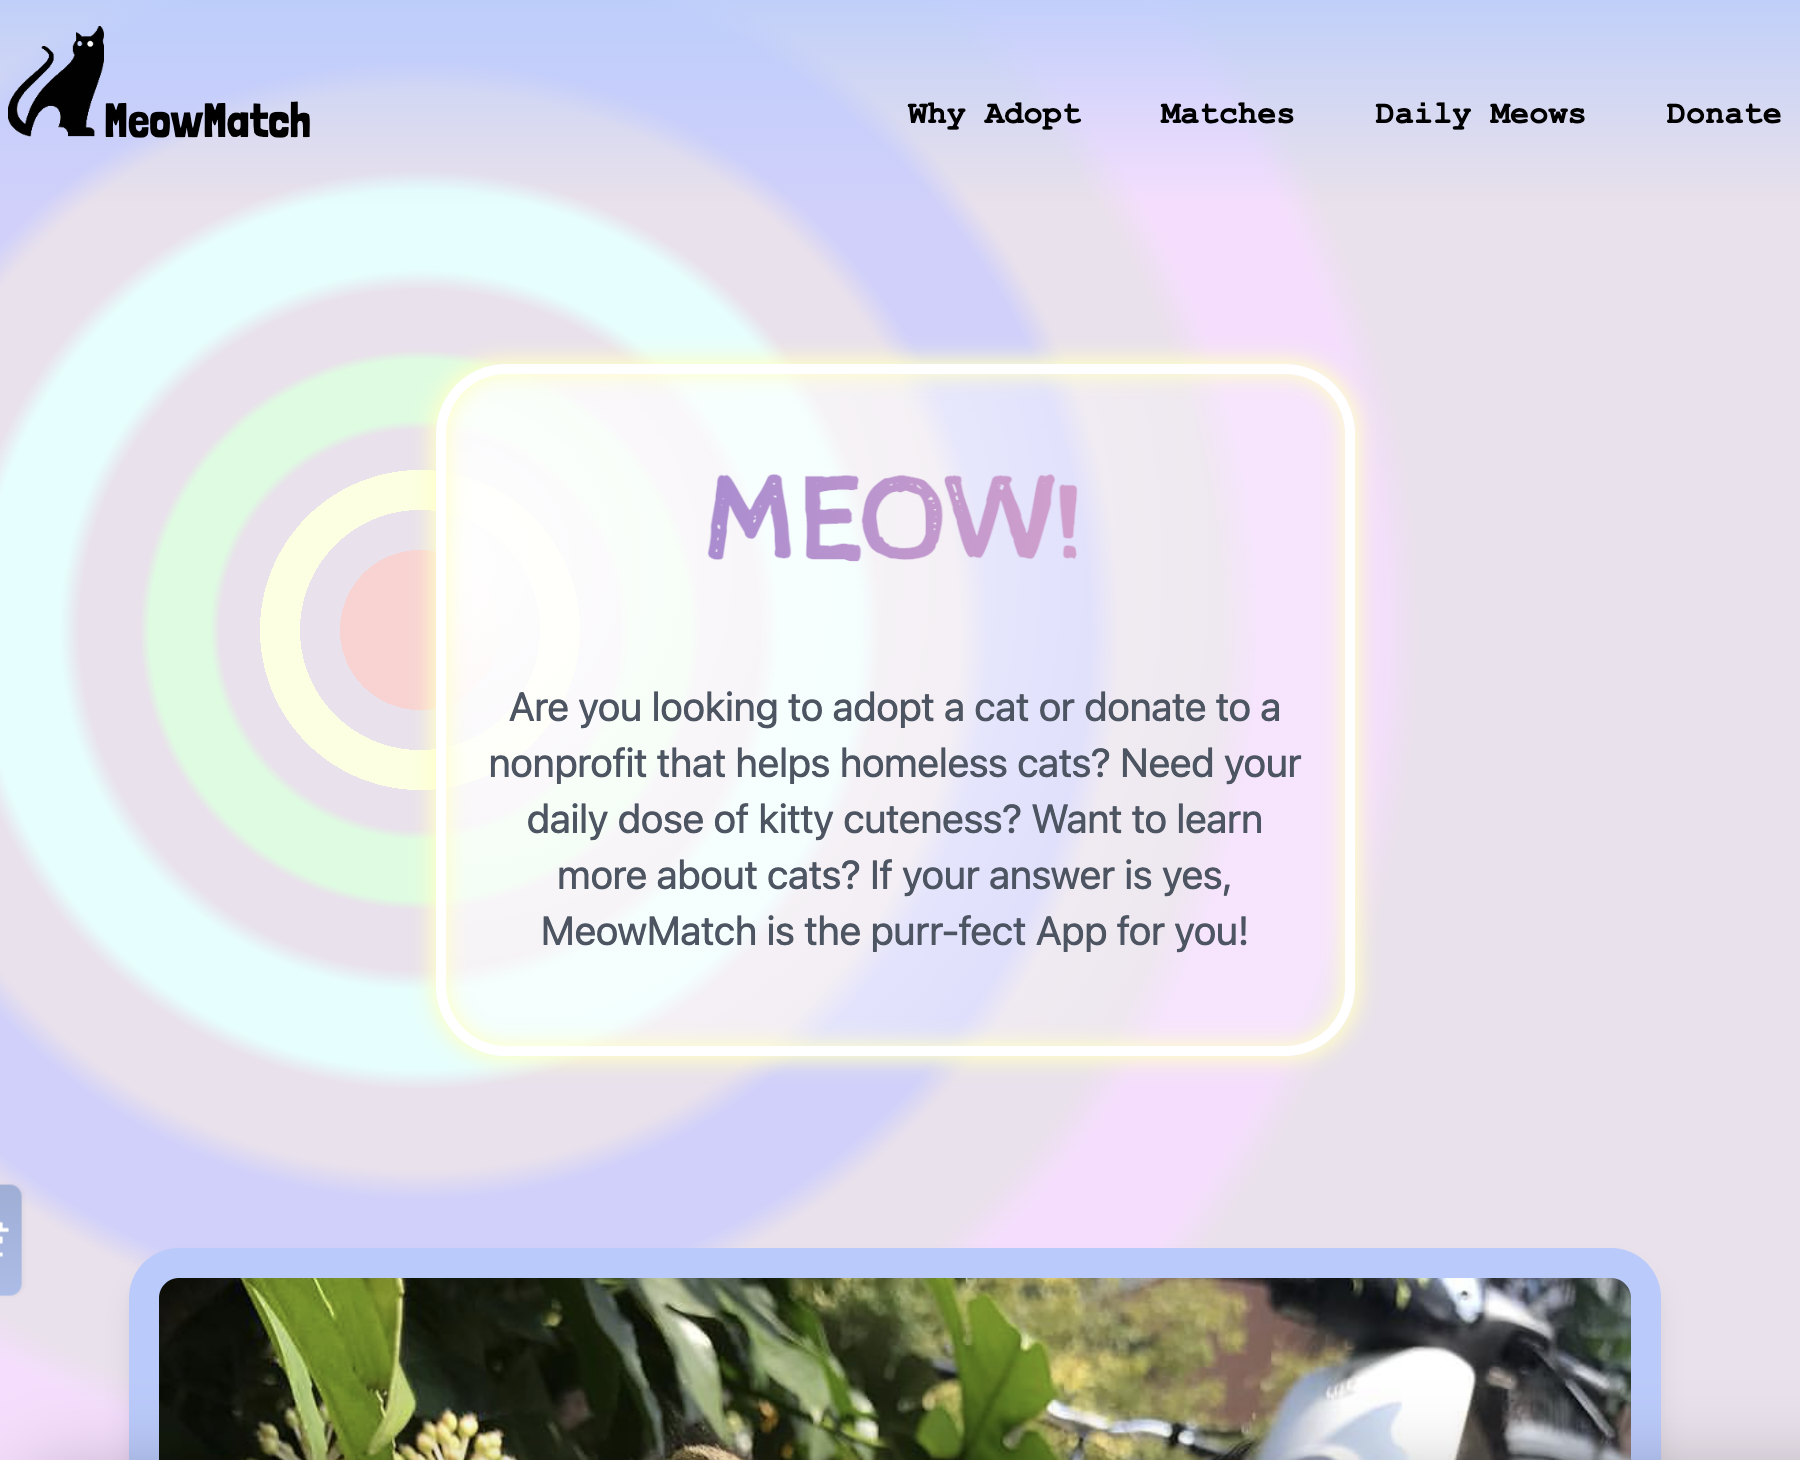 MeowMatch
Why Adopt Matches Daily Meows Donate
MEOW!
Are you looking to adopt a cat or donate to a
nonprofit that helps homeless cats? Need your
daily dose of kitty cuteness? Want to learn
more about cats? If your answer is yes,
MeowMatch is the purr-fect App for you!